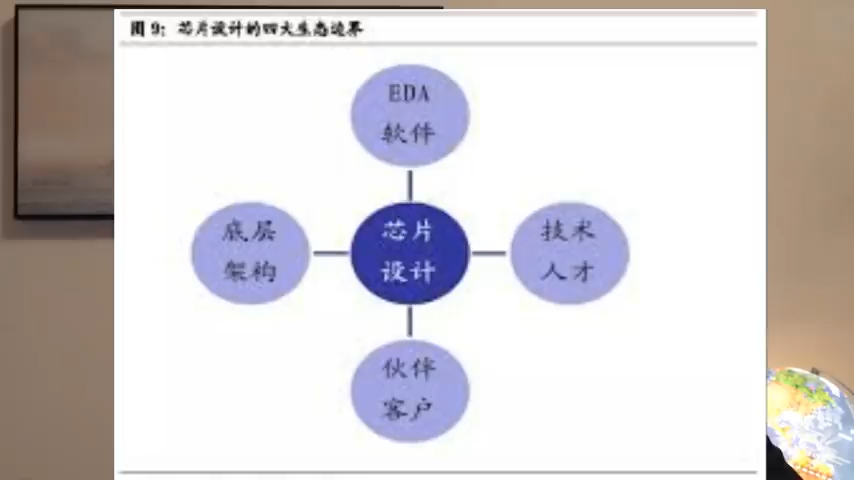 图 9：芯片设计的四大生态边界
EDA
软件
底层
架构
芯片
设计
技术
人才
伙伴
客户